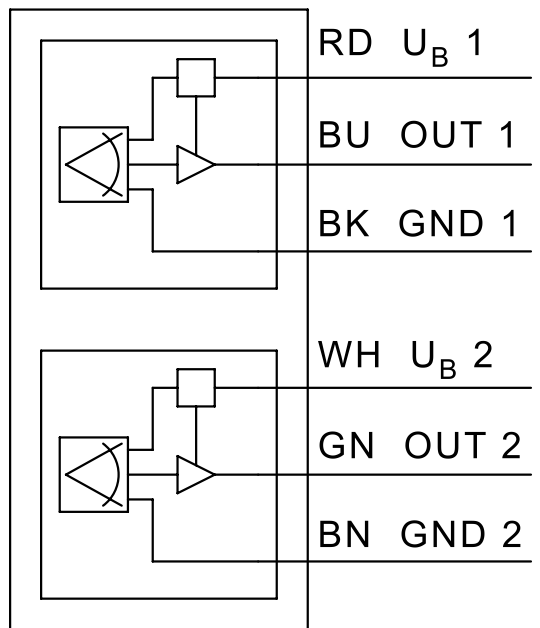 RD U_B 1
BU OUT 1
BK GND 1
WH U_B 2
GN OUT 2
BN GND 2